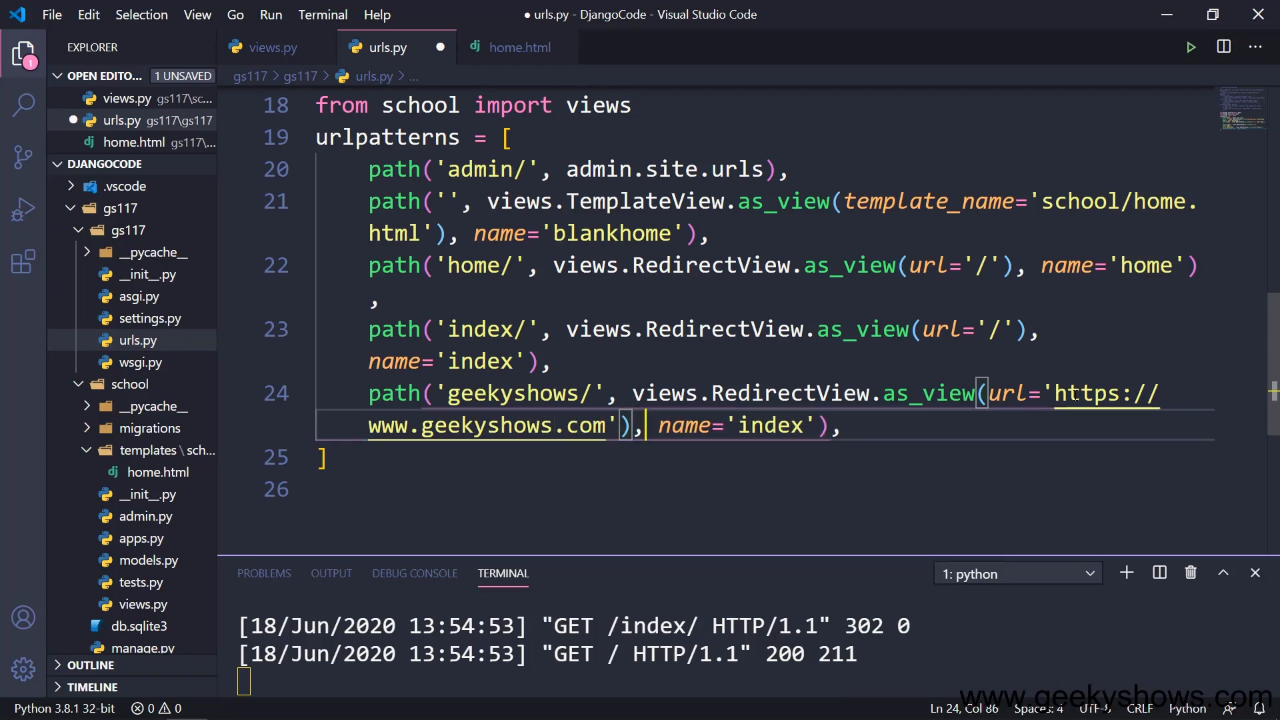 File Edit Selection View Go Run Terminal Help
● urls.py - DjangoCode - Visual Studio Code
EXPLORER
views.py
urls.py
home.html
OPEN EDITO... 1 UNSAVED
views.py gs117\sc...
urls.py gs117\gs117
home.html gs117\...
DJANGOCODE
.vscode
gs117
gs117
__pycache__
__init__.py
asgi.py
settings.py
urls.py
wsgi.py
school
__pycache__
migrations
templates \ sc...
home.html
__init__.py
admin.py
apps.py
models.py
tests.py
views.py
db.sqlite3
manage.py
OUTLINE
TIMELINE
1
gs117 > gs117 > urls.py > ...
18 from school import views
19 urlpatterns = [
20 path('admin/', admin.site.urls),
21 path('', views.TemplateView.as_view(template_name='school/home.
html'), name='blankhome'),
22 path('home/', views.RedirectView.as_view(url='/'), name='home')
,
23 path('index/', views.RedirectView.as_view(url='/'),
name='index'),
24 path('geekyshows/', views.RedirectView.as_view(url='https://
www.geekyshows.com'), name='index'),
25 ]
26
PROBLEMS OUTPUT DEBUG CONSOLE TERMINAL
1: python
[18/Jun/2020 13:54:53] "GET /index/ HTTP/1.1" 302 0
[18/Jun/2020 13:54:53] "GET / HTTP/1.1" 200 211
www.geekyshows.com
Python 3.8.1 32-bit 0 0
Ln 24, Col 86 Spaces: 4 UTF-8 CRLF Python